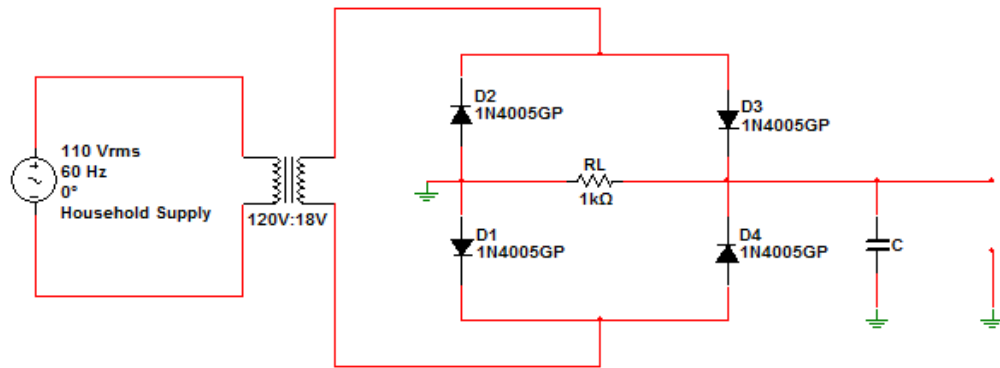 110 Vrms
60 Hz
0°
Household Supply
120V:18V
D2
1N4005GP
D3
1N4005GP
RL
1kΩ
D1
1N4005GP
D4
1N4005GP
C